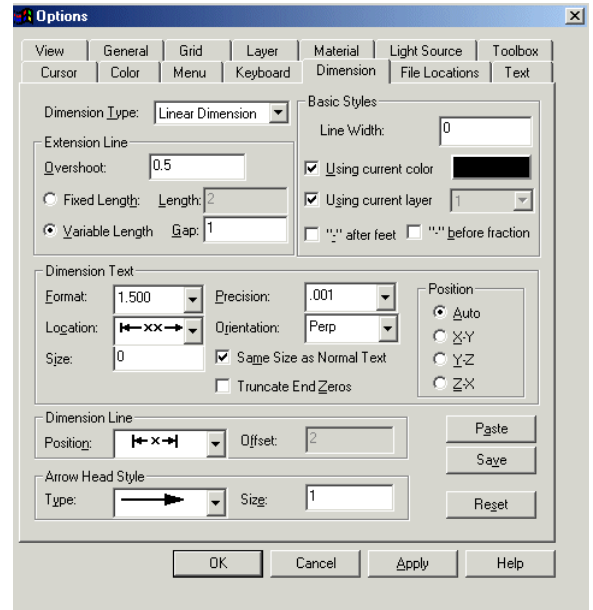 Options
View General Grid Layer Material Light Source Toolbox
Cursor Color Menu Keyboard Dimension File Locations Text
Dimension Type: Linear Dimension
Extension Line
Overshoot: 0.5
Fixed Length: Length: 2
Variable Length Gap: 1
Basic Styles
Line Width: 0
Using current color
Using current layer 1
"-" after feet "-" before fraction
Dimension Text
Format: 1.500 Precision: .001
Location: xx Orientation: Perp
Size: 0 Same Size as Normal Text
Truncate End Zeros
Position
Auto
X-Y
Y-Z
Z-X
Dimension Line
Position: x Offset: 2
Arrow Head Style
Type: Size: 1
Paste
Save
Reset
OK Cancel Apply Help